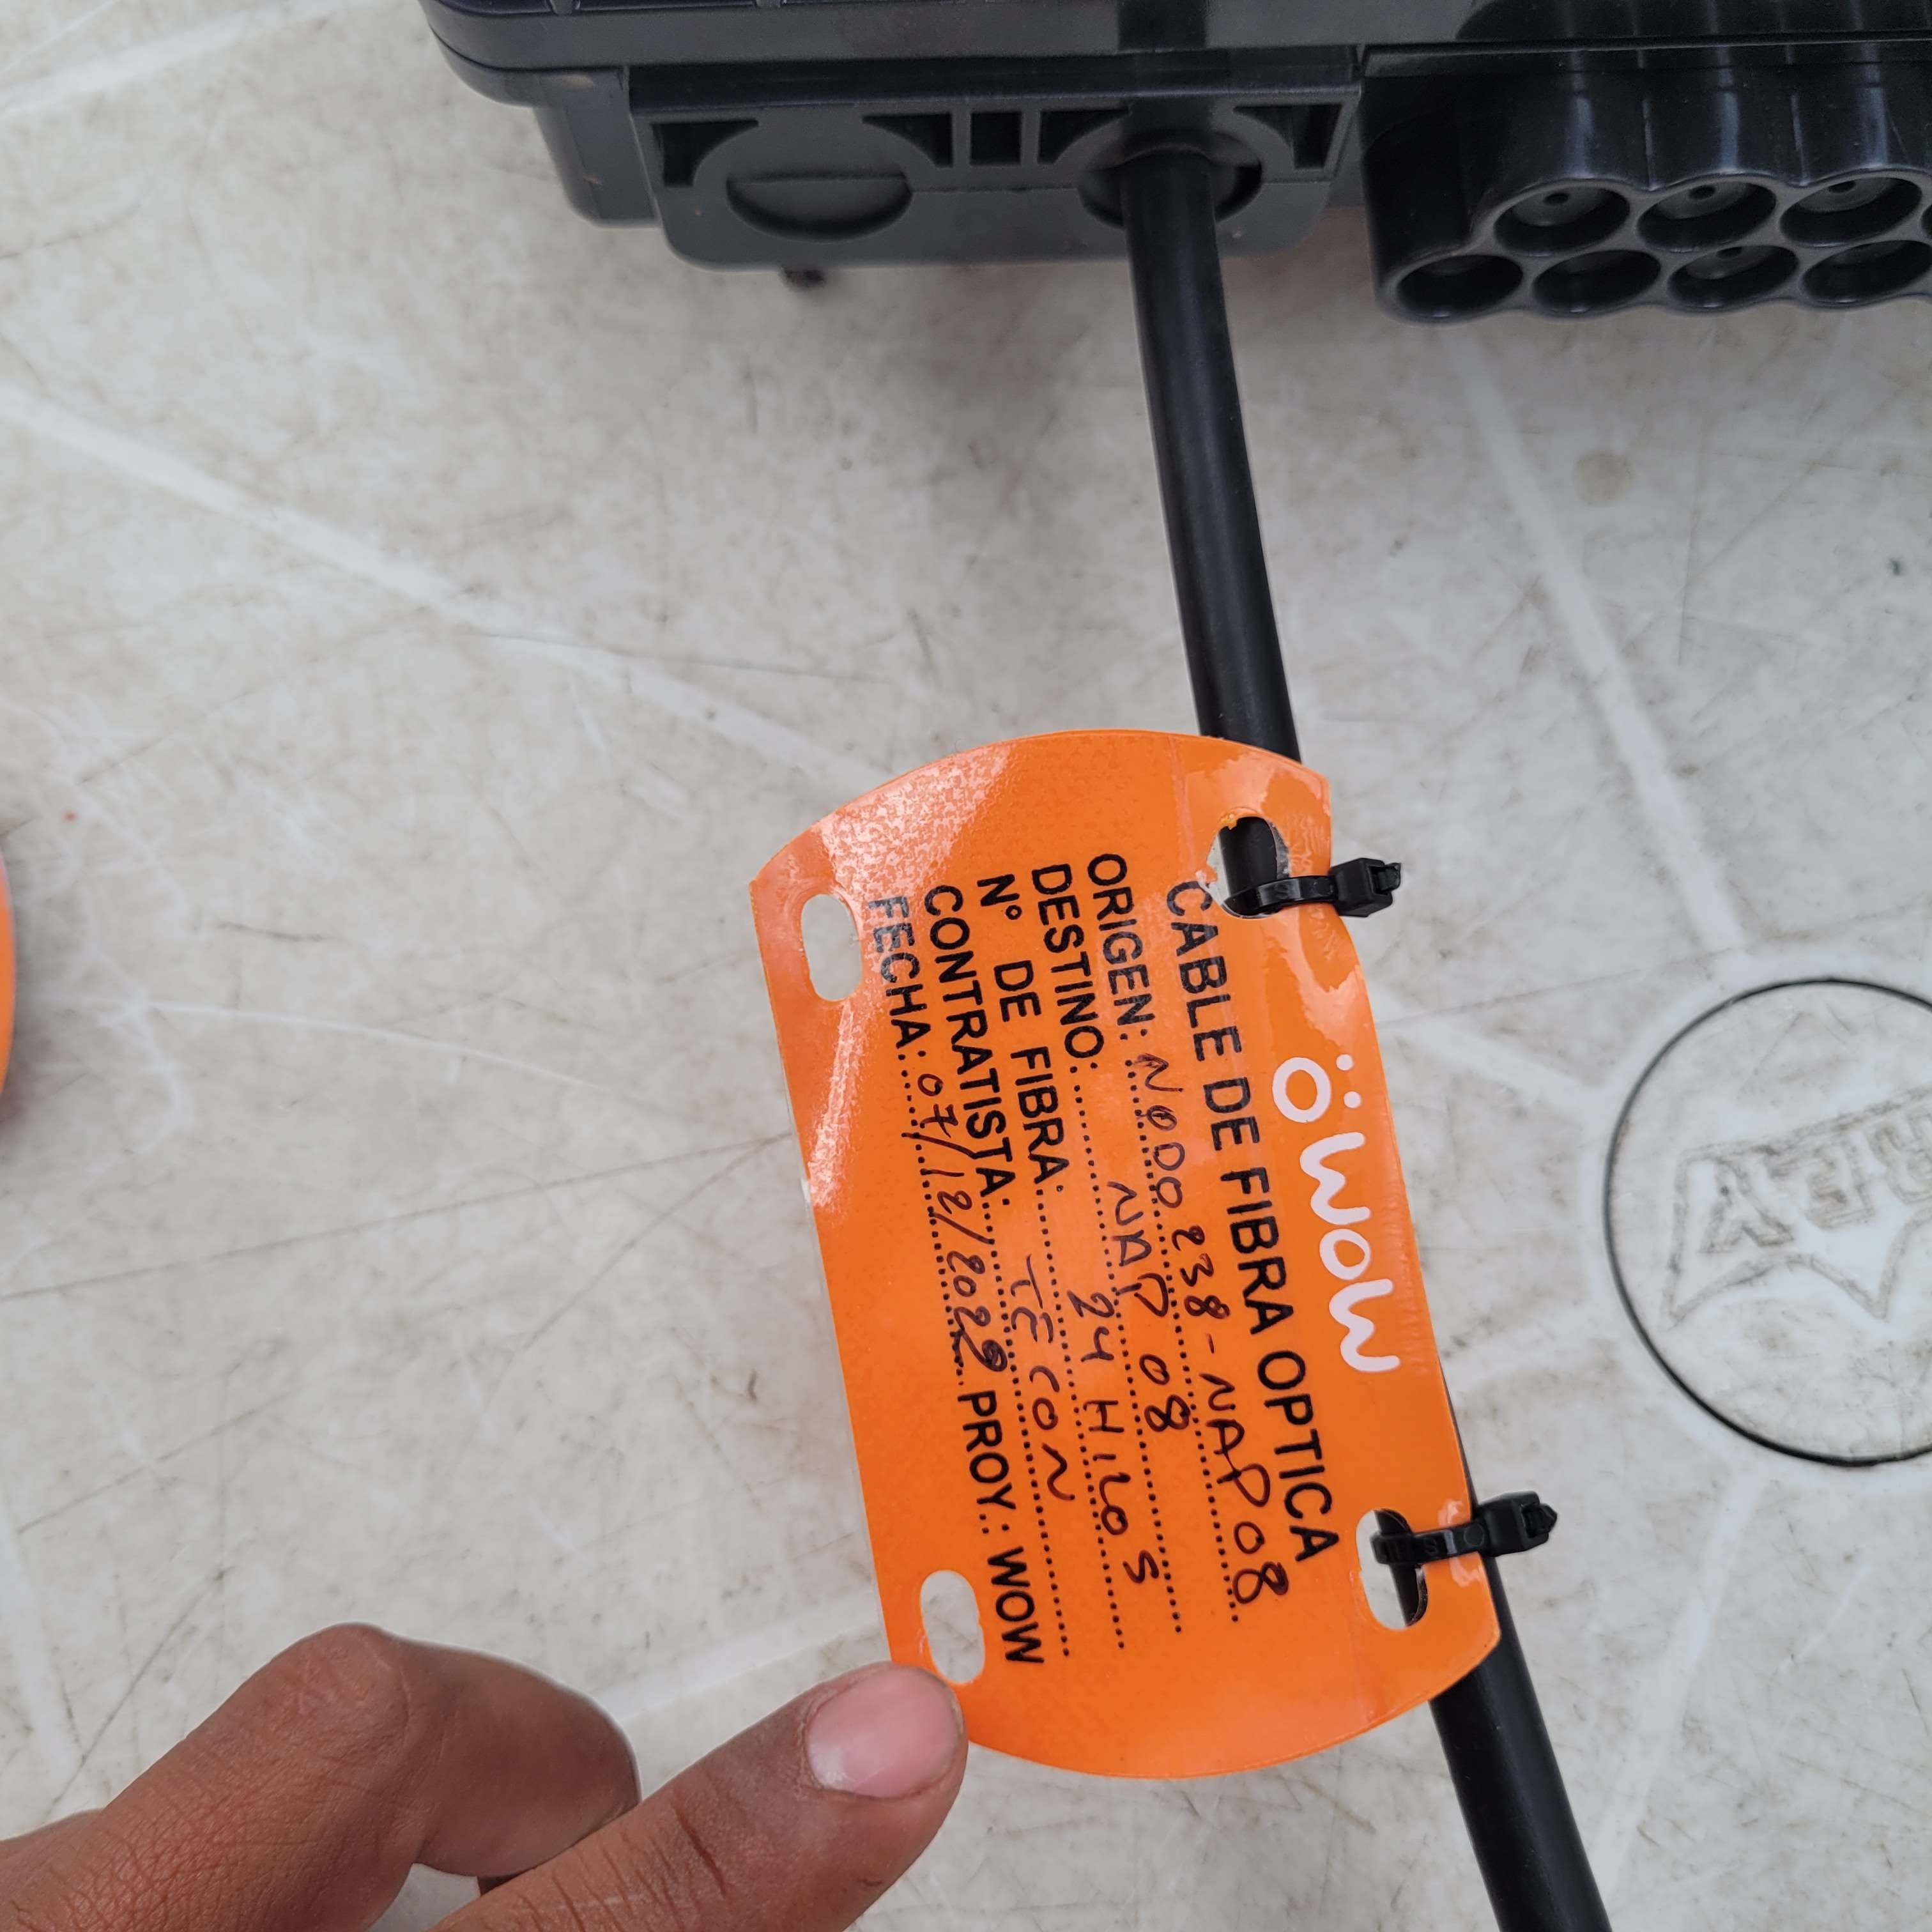 ÖWOW
CABLE DE FIBRA OPTICA
ORIGEN: NODO 238-NAP08
DESTINO: NAP 08
N° DE FIBRA: 24 HILOS
CONTRATISTA: TECON
FECHA: 07/12/2022 PROY.: WOW
REY